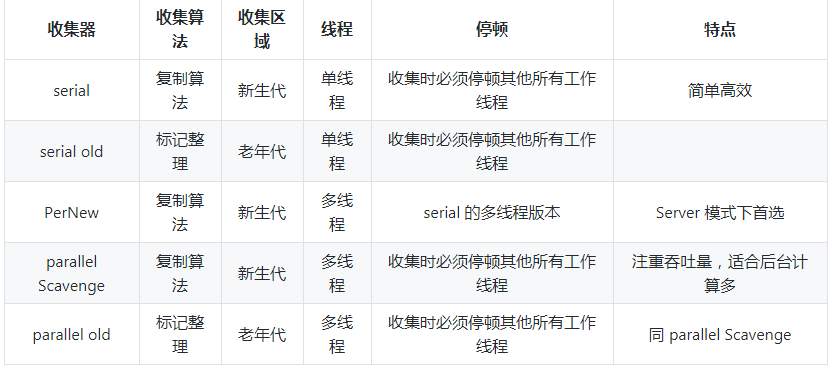 收集器
收集算
法
收集区
域
线程
停顿
特点
serial
复制算
法
新生代
单线
程
收集时必须停顿其他所有工作
线程
简单高效
serial old
标记整
理
老年代
单线
程
收集时必须停顿其他所有工作
线程
PerNew
复制算
法
新生代
多线
程
serial 的多线程版本
Server 模式下首选
parallel
Scavenge
复制算
法
新生代
多线
程
收集时必须停顿其他所有工作
线程
注重吞吐量，适合后台计
算多
parallel old
标记整
理
老年代
多线
程
收集时必须停顿其他所有工作
线程
同 parallel Scavenge